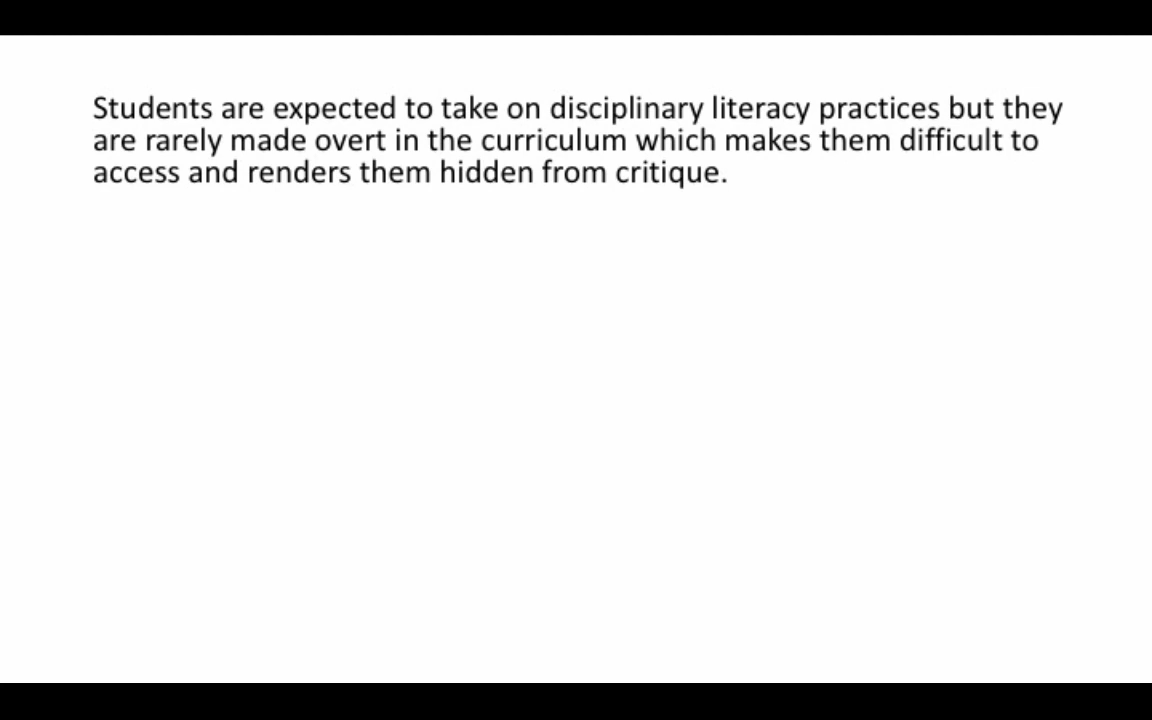 Students are expected to take on disciplinary literacy practices but they
are rarely made overt in the curriculum which makes them difficult to
access and renders them hidden from critique.